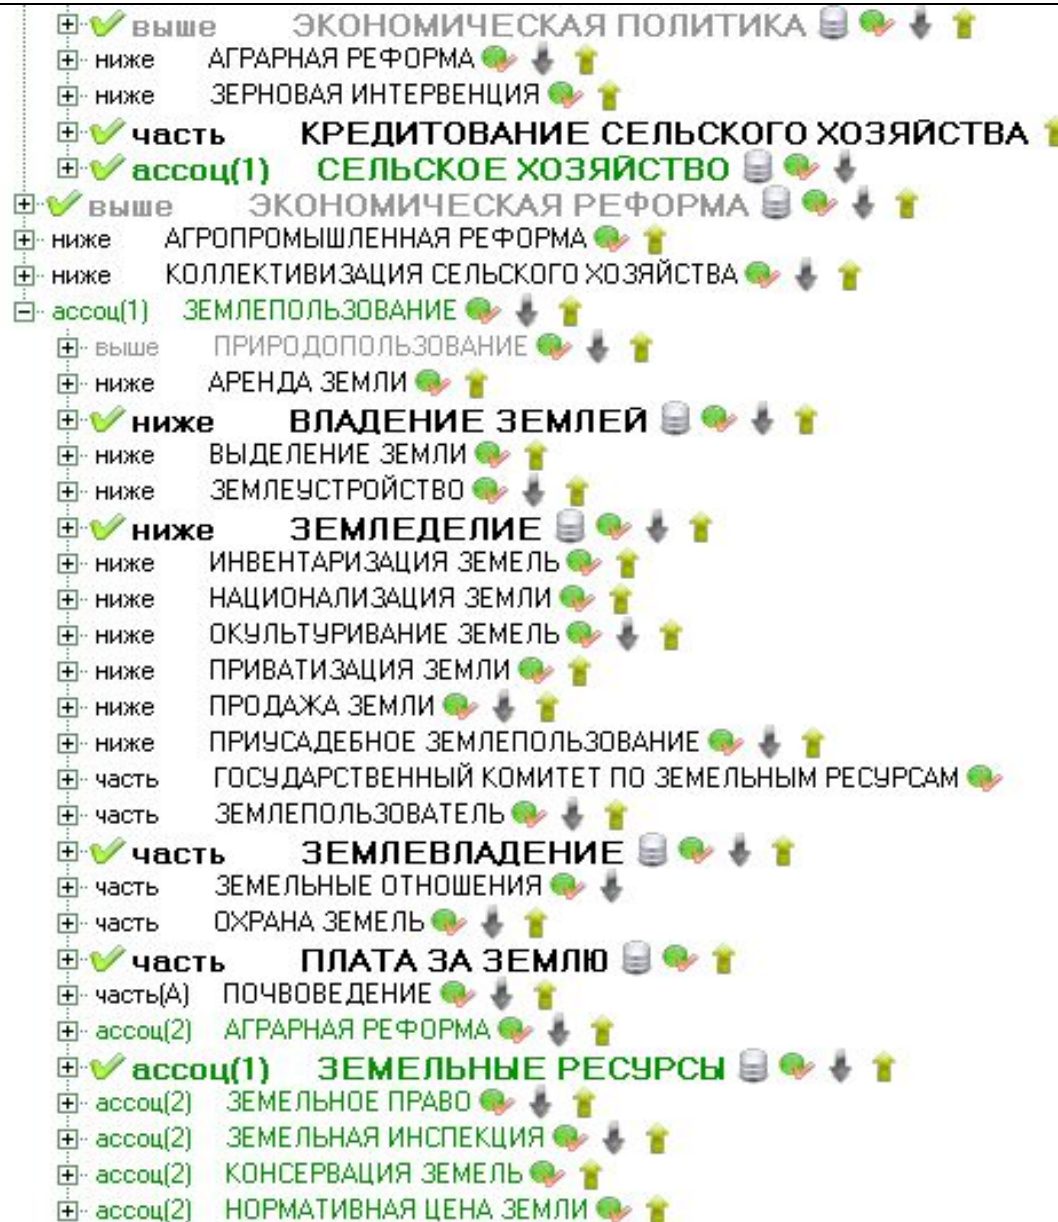 выше ЭКОНОМИЧЕСКАЯ ПОЛИТИКА
ниже АГРАРНАЯ РЕФОРМА
ниже ЗЕРНОВАЯ ИНТЕРВЕНЦИЯ
часть КРЕДИТОВАНИЕ СЕЛЬСКОГО ХОЗЯЙСТВА
ассоц(1) СЕЛЬСКОЕ ХОЗЯЙСТВО
выше ЭКОНОМИЧЕСКАЯ РЕФОРМА
ниже АГРОПРОМЫШЛЕННАЯ РЕФОРМА
ниже КОЛЛЕКТИВИЗАЦИЯ СЕЛЬСКОГО ХОЗЯЙСТВА
ассоц(1) ЗЕМЛЕПОЛЬЗОВАНИЕ
выше ПРИРОДОПОЛЬЗОВАНИЕ
ниже АРЕНДА ЗЕМЛИ
ниже ВЛАДЕНИЕ ЗЕМЛЕЙ
ниже ВЫДЕЛЕНИЕ ЗЕМЛИ
ниже ЗЕМЛЕУСТРОЙСТВО
ниже ЗЕМЛЕДЕЛИЕ
ниже ИНВЕНТАРИЗАЦИЯ ЗЕМЕЛЬ
ниже НАЦИОНАЛИЗАЦИЯ ЗЕМЛИ
ниже ОКУЛЬТУРИВАНИЕ ЗЕМЕЛЬ
ниже ПРИВАТИЗАЦИЯ ЗЕМЛИ
ниже ПРОДАЖА ЗЕМЛИ
ниже ПРИУСАДЕБНОЕ ЗЕМЛЕПОЛЬЗОВАНИЕ
часть ГОСУДАРСТВЕННЫЙ КОМИТЕТ ПО ЗЕМЕЛЬНЫМ РЕСУРСАМ
часть ЗЕМЛЕПОЛЬЗОВАТЕЛЬ
часть ЗЕМЛЕВЛАДЕНИЕ
часть ЗЕМЕЛЬНЫЕ ОТНОШЕНИЯ
часть ОХРАНА ЗЕМЕЛЬ
часть ПЛАТА ЗА ЗЕМЛЮ
часть(А) ПОЧВОВЕДЕНИЕ
ассоц(2) АГРАРНАЯ РЕФОРМА
ассоц(1) ЗЕМЕЛЬНЫЕ РЕСУРСЫ
ассоц(2) ЗЕМЕЛЬНОЕ ПРАВО
ассоц(2) ЗЕМЕЛЬНАЯ ИНСПЕКЦИЯ
ассоц(2) КОНСЕРВАЦИЯ ЗЕМЕЛЬ
ассоц(2) НОРМАТИВНАЯ ЦЕНА ЗЕМЛИ